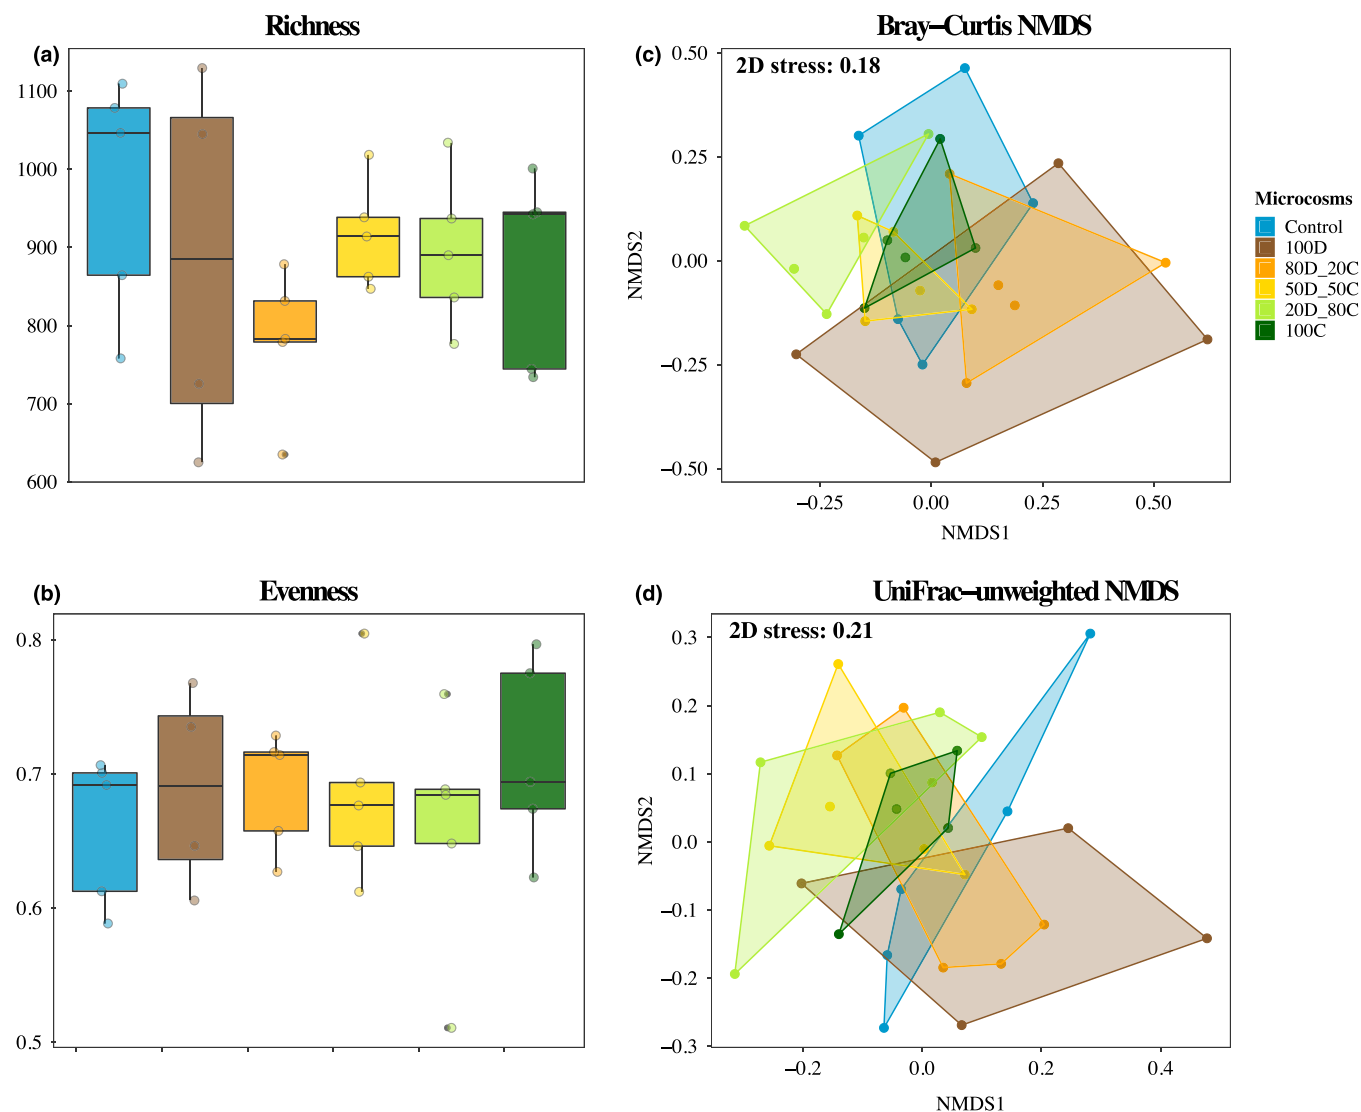 Richness
(a)
1100
1000
900
800
700
600
Bray–Curtis NMDS
(c)
2D stress: 0.18
0.50
0.25
0.00
−0.25
−0.50
NMDS2
−0.25 0.00 0.25 0.50
NMDS1
Microcosms
Control
100D
80D_20C
50D_50C
20D_80C
100C
Evenness
(b)
0.8
0.7
0.6
0.5
UniFrac–unweighted NMDS
(d)
2D stress: 0.21
0.3
0.2
0.1
0.0
−0.1
−0.2
−0.3
NMDS2
−0.2 0.0 0.2 0.4
NMDS1